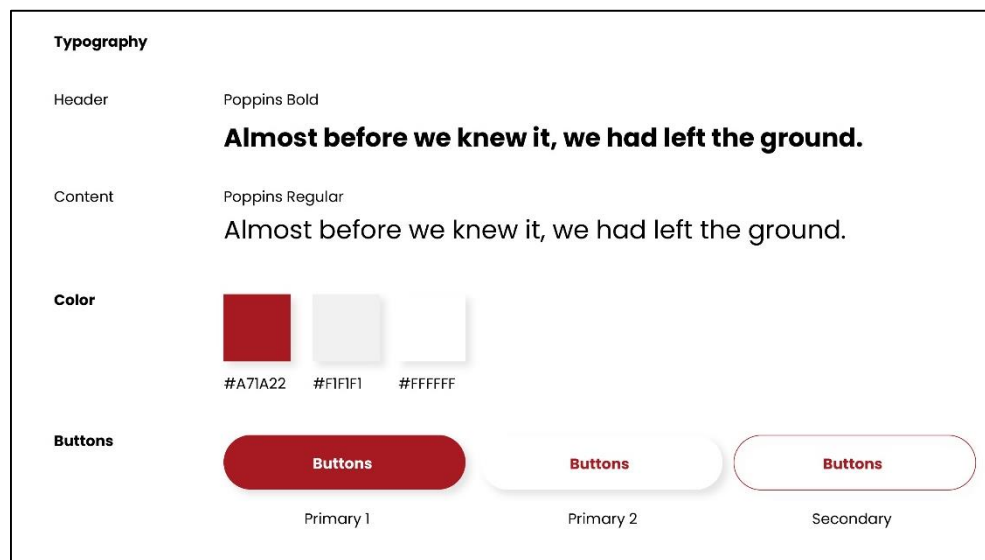 Typography
Header
Poppins Bold
Almost before we knew it, we had left the ground.
Content
Poppins Regular
Almost before we knew it, we had left the ground.
Color
#A71A22 #F1F1F1 #FFFFFF
Buttons
Buttons Buttons Buttons
Primary 1 Primary 2 Secondary